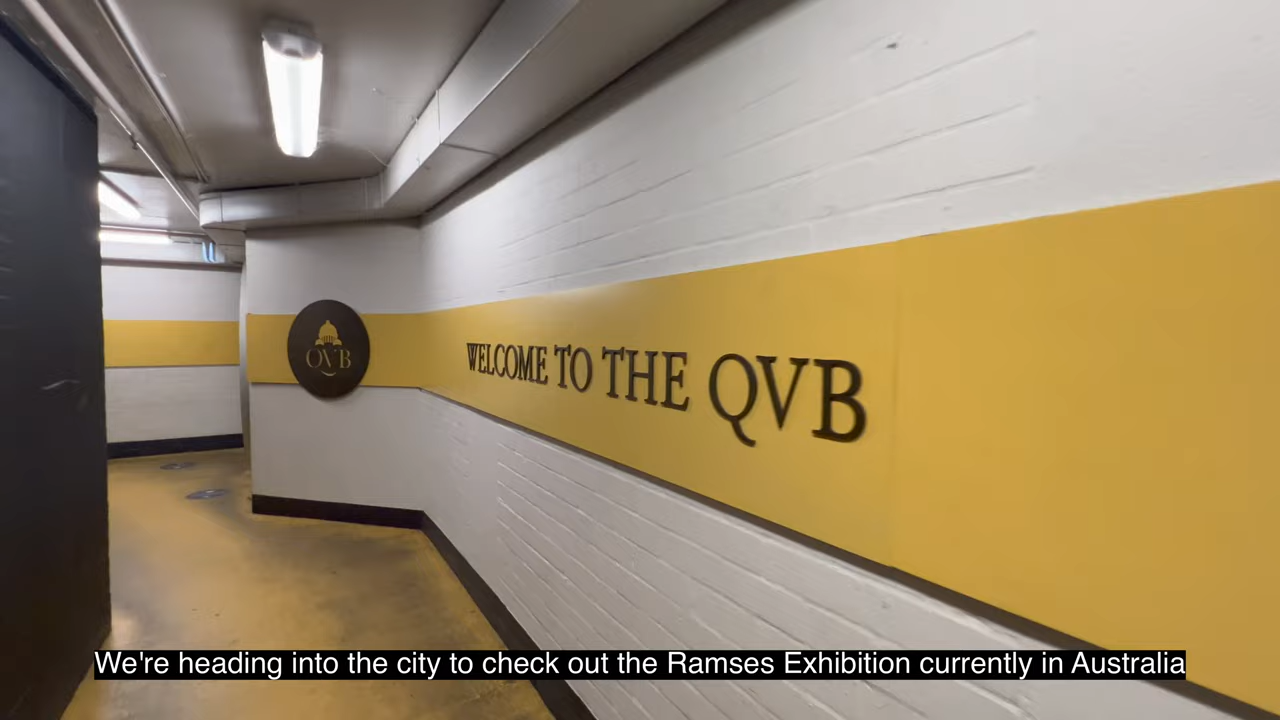 QVB
WELCOME TO THE QVB
We're heading into the city to check out the Ramses Exhibition currently in Australia